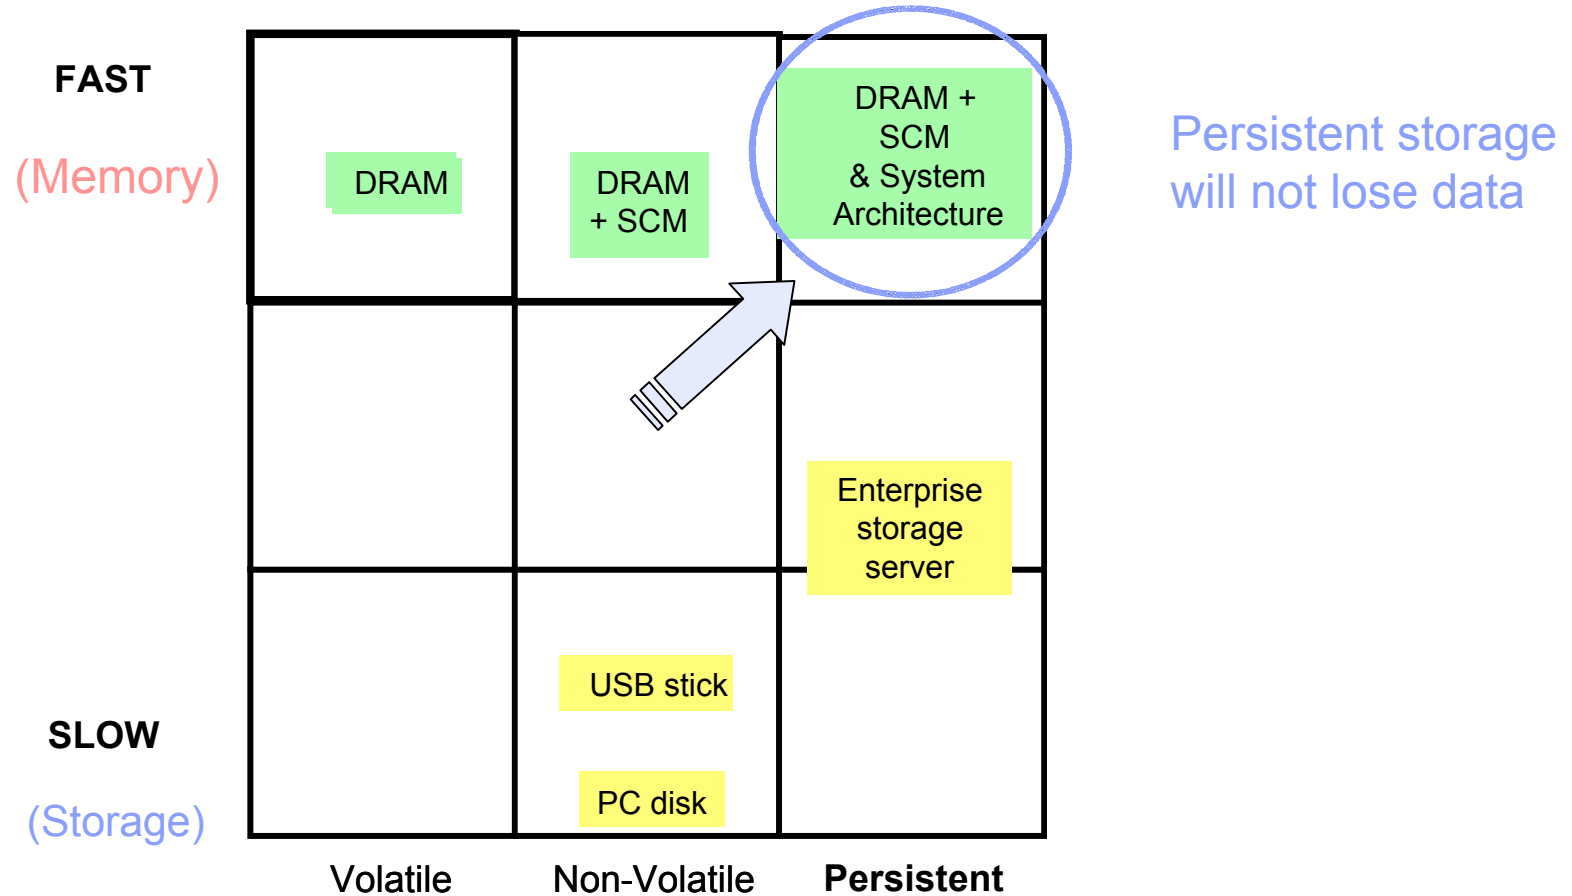 FAST
(Memory)
DRAM
DRAM
+ SCM
DRAM +
SCM
& System
Architecture
Persistent storage
will not lose data
Enterprise
storage
server
USB stick
PC disk
SLOW
(Storage)
Volatile
Non-Volatile
Persistent